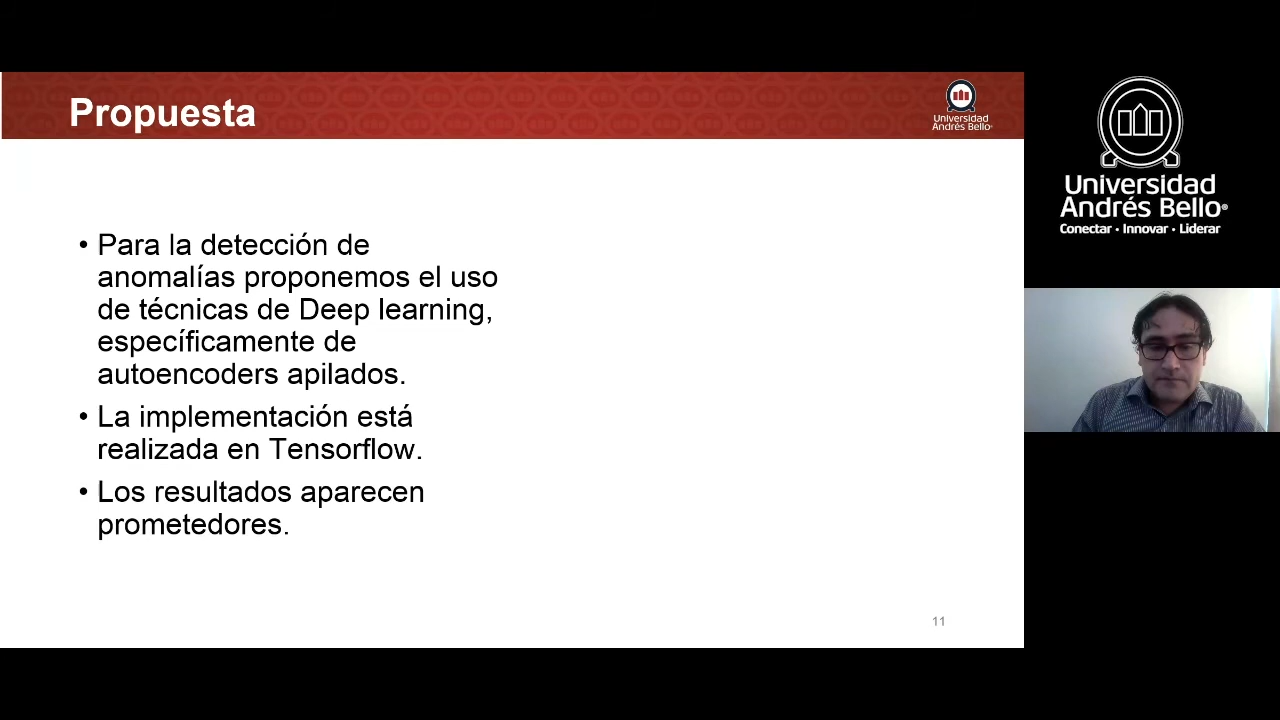 Propuesta
Universidad
Andrés Bello®
• Para la detección de
anomalías proponemos el uso
de técnicas de Deep learning,
específicamente de
autoencoders apilados.
• La implementación está
realizada en Tensorflow.
• Los resultados aparecen
prometedores.
11
Universidad
Andrés Bello®
Conectar • Innovar • Liderar